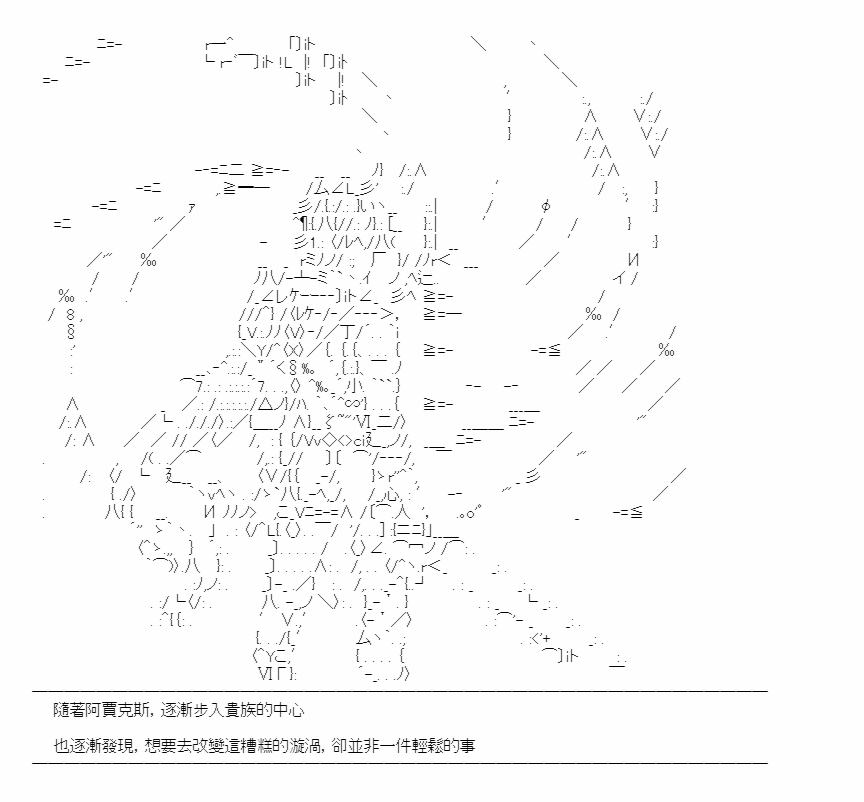 隨著阿賈克斯，逐漸步入貴族的中心
也逐漸發現，想要去改變這糟糕的漩渦，卻並非一件輕鬆的事